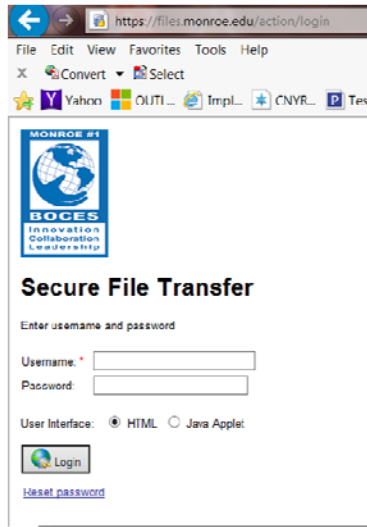 https://files.monroe.edu/action/login
File Edit View Favorites Tools Help
x Convert Select
Yahoo OUTL... Impl... CNYR... Tes
MONROE #1
BOCES
Innovation
Collaboration
Leadership
Secure File Transfer
Enter username and password
Username: *
Password:
User Interface: HTML Java Applet
Login
Reset password